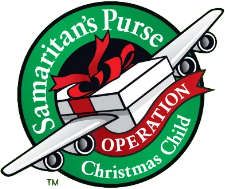 Samaritan's Purse
OPERATION
Christmas Child
TM